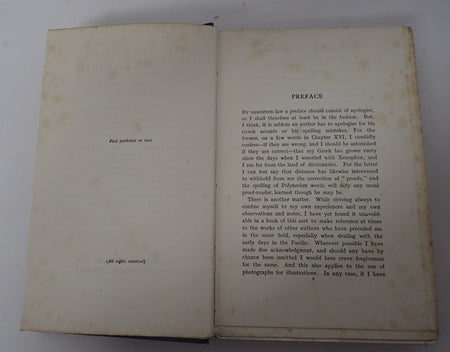 First published in
(All rights reserved)
PREFACE
BY unwritten law a preface should consist of apologies,
or I shall therefore at least be in the fashion. But,
I think, it is seldom an author has to apologise for his
Greek accents or his spelling mistakes. For the
former, on a few words in Chapter XVI, I candidly
confess—if they are wrong, and I should be astonished
if they are correct—that my Greek has grown rusty
since the days when I wrestled with Xenophon, and
I am far from the land of dictionaries. For the latter
I can but say that distance has likewise intervened
to withhold from me the correction of "proofs," and
the spelling of Polynesian words will defy any usual
proof-reader, learned though he may be.
There is another matter. While striving always to
confine myself to my own experiences and my own
observations and notes, I have yet found it unavoid-
able in a book of this sort to make reference at times
to the works of other authors who have preceded me
in the same field, especially when dealing with the
early days in the Pacific. Wherever possible I have
made due acknowledgment, and should any have by
chance been omitted I would here crave forgiveness
for the same. And this also applies to the use of
photographs for illustrations. In any case, if I have